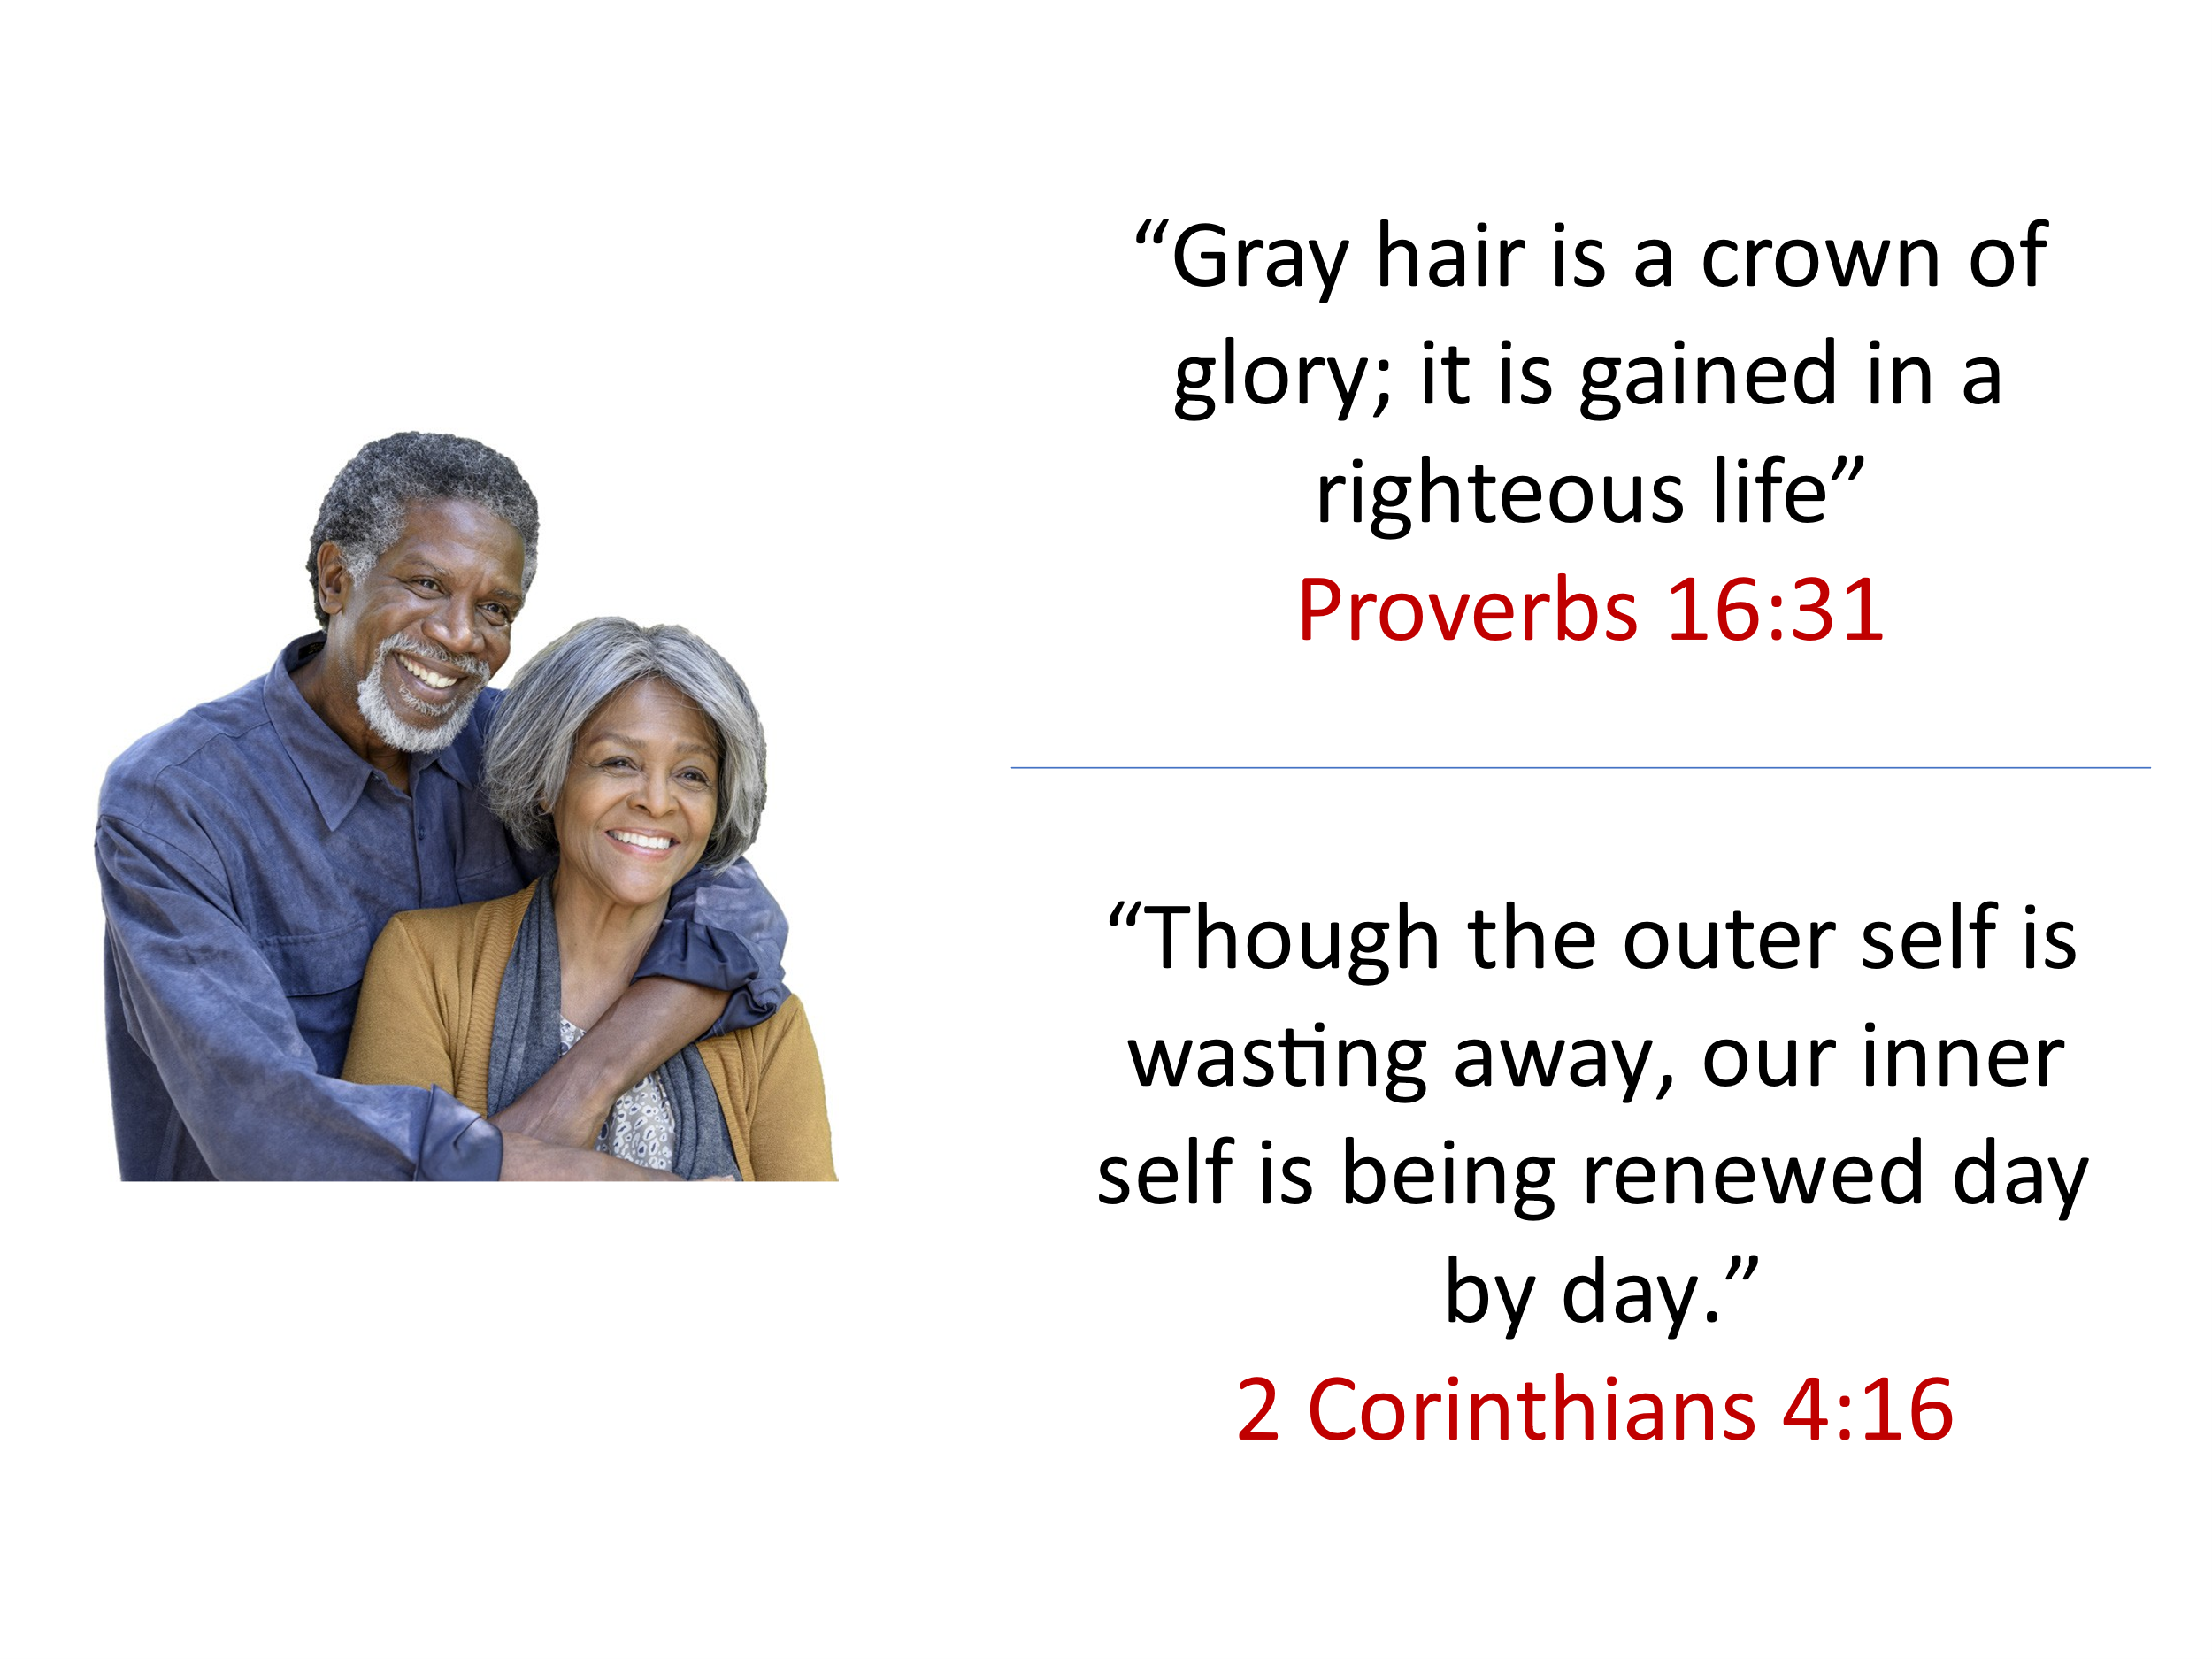 “Gray hair is a crown of
glory; it is gained in a
righteous life”
Proverbs 16:31
“Though the outer self is
wasting away, our inner
self is being renewed day
by day.”
2 Corinthians 4:16